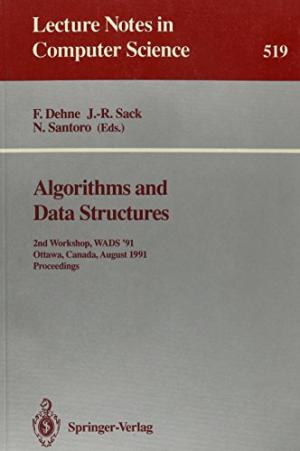 Lecture Notes in
Computer Science
519
F. Dehne J.-R. Sack
N. Santoro (Eds.)
Algorithms and
Data Structures
2nd Workshop, WADS '91
Ottawa, Canada, August 1991
Proceedings
Springer-Verlag